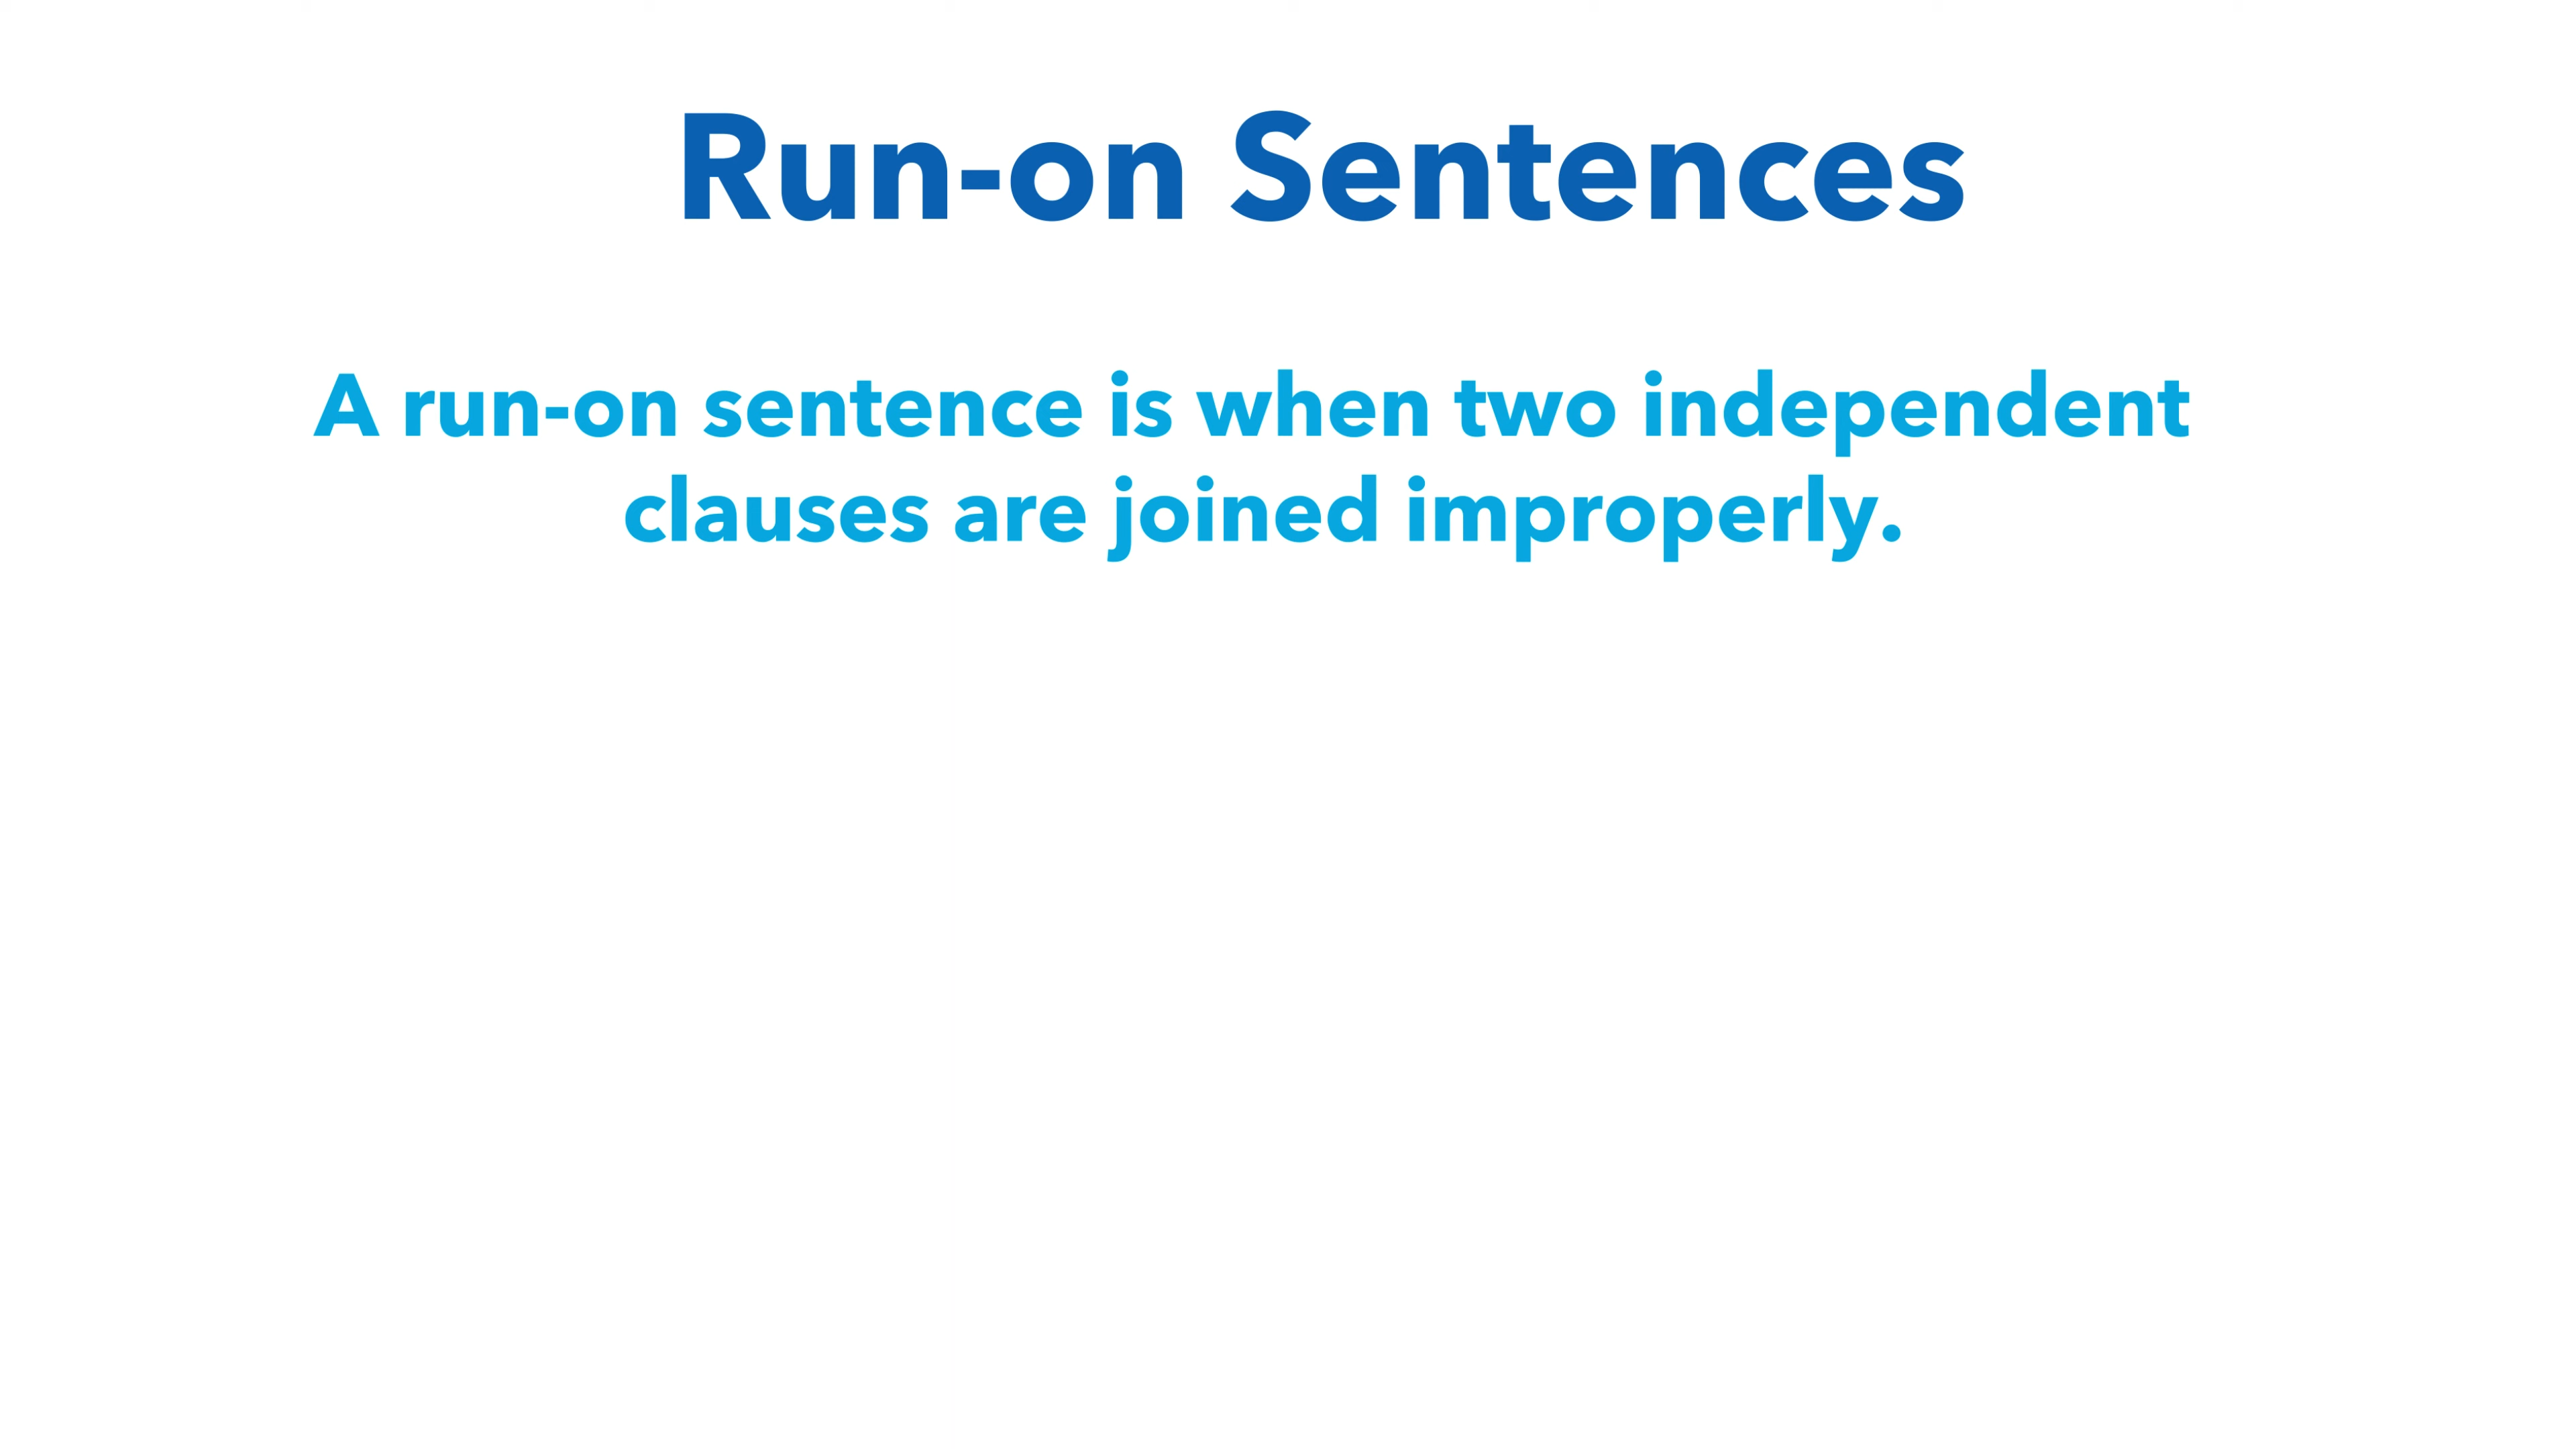 Run-on Sentences
A run-on sentence is when two independent
clauses are joined improperly.